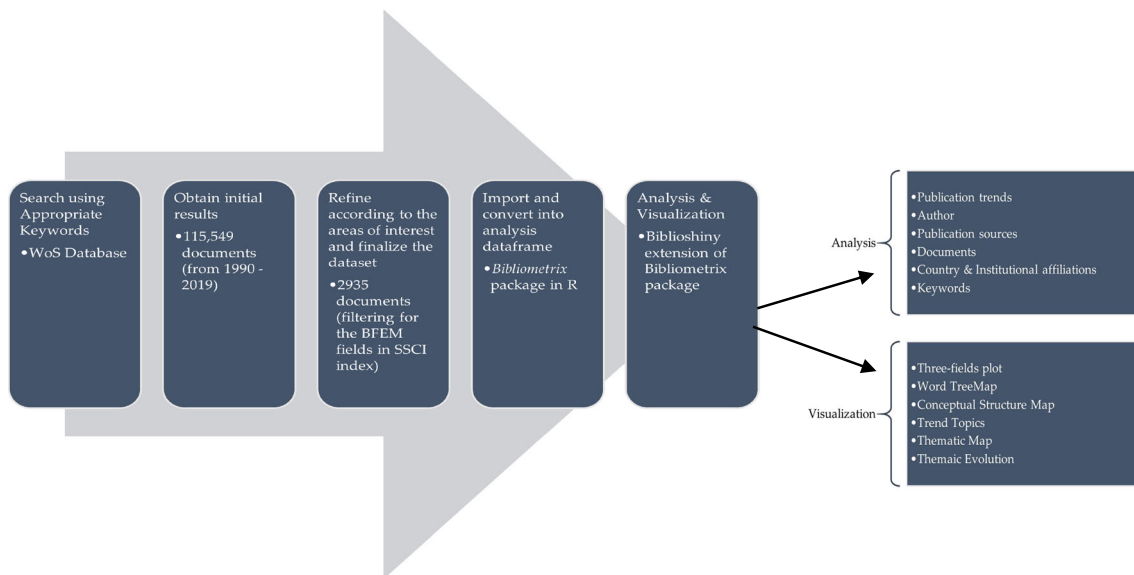 Search using
Appropriate
Keywords
•WoS Database
Obtain initial
results
•115,549
documents
(from 1990 -
2019)
Refine
according to the
areas of interest
and finalize the
dataset
•2935
documents
(filtering for
the BFEM
fields in SSCI
index)
Import and
convert into
analysis
dataframe
•Bibliometrix
package in R
Analysis &
Visualization
•Biblioshiny
extension of
Bibliometrix
package
Analysis
•Publication trends
•Author
•Publication sources
•Documents
•Country & Institutional affiliations
•Keywords
Visualization
•Three-fields plot
•Word TreeMap
•Conceptual Structure Map
•Trend Topics
•Thematic Map
•Themaic Evolution